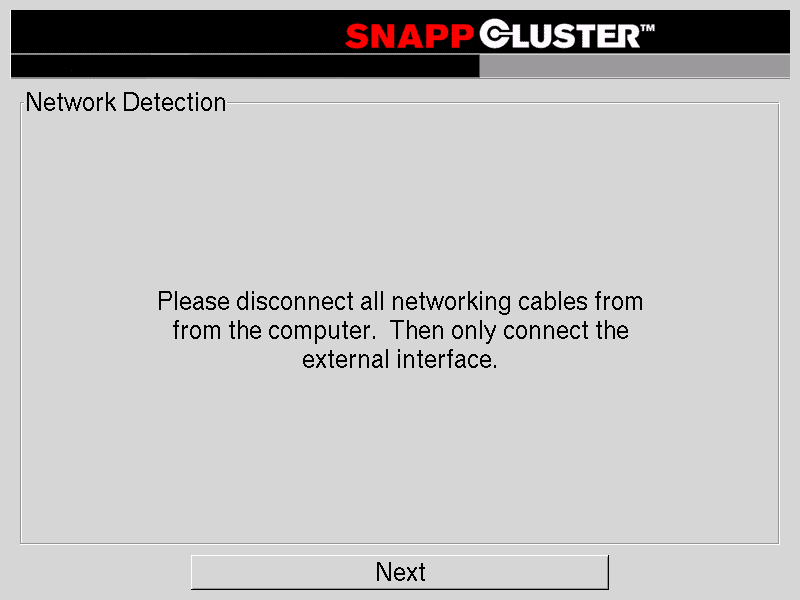 SNAPP CLUSTER™
Network Detection
Please disconnect all networking cables from
from the computer.  Then only connect the
external interface.
Next